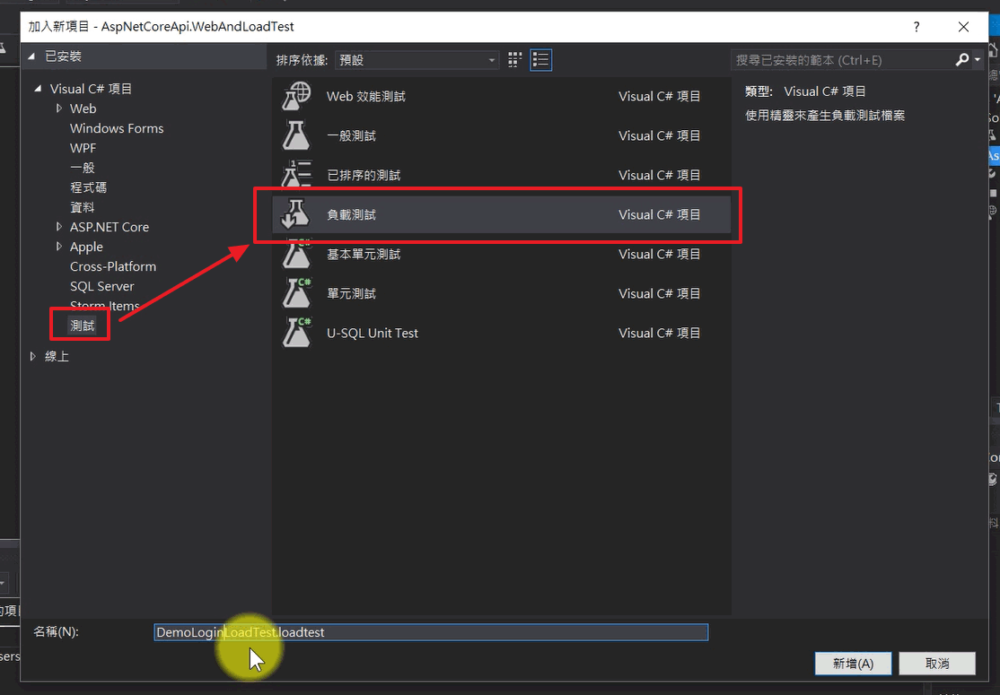 加入新項目 - AspNetCoreApi.WebAndLoadTest
?
已安裝
排序依據:
預設
搜尋已安裝的範本 (Ctrl+E)
Visual C# 項目
Web
Windows Forms
WPF
一般
程式碼
資料
ASP.NET Core
Apple
Cross-Platform
SQL Server
Storm Items
測試
線上
Web 效能測試 Visual C# 項目
一般測試 Visual C# 項目
已排序的測試 Visual C# 項目
負載測試 Visual C# 項目
基本單元測試 Visual C# 項目
單元測試 Visual C# 項目
U-SQL Unit Test Visual C# 項目
類型: Visual C# 項目
使用精靈來產生負載測試檔案
名稱(N):
DemoLoginLoadTest.loadtest
新增(A)
取消